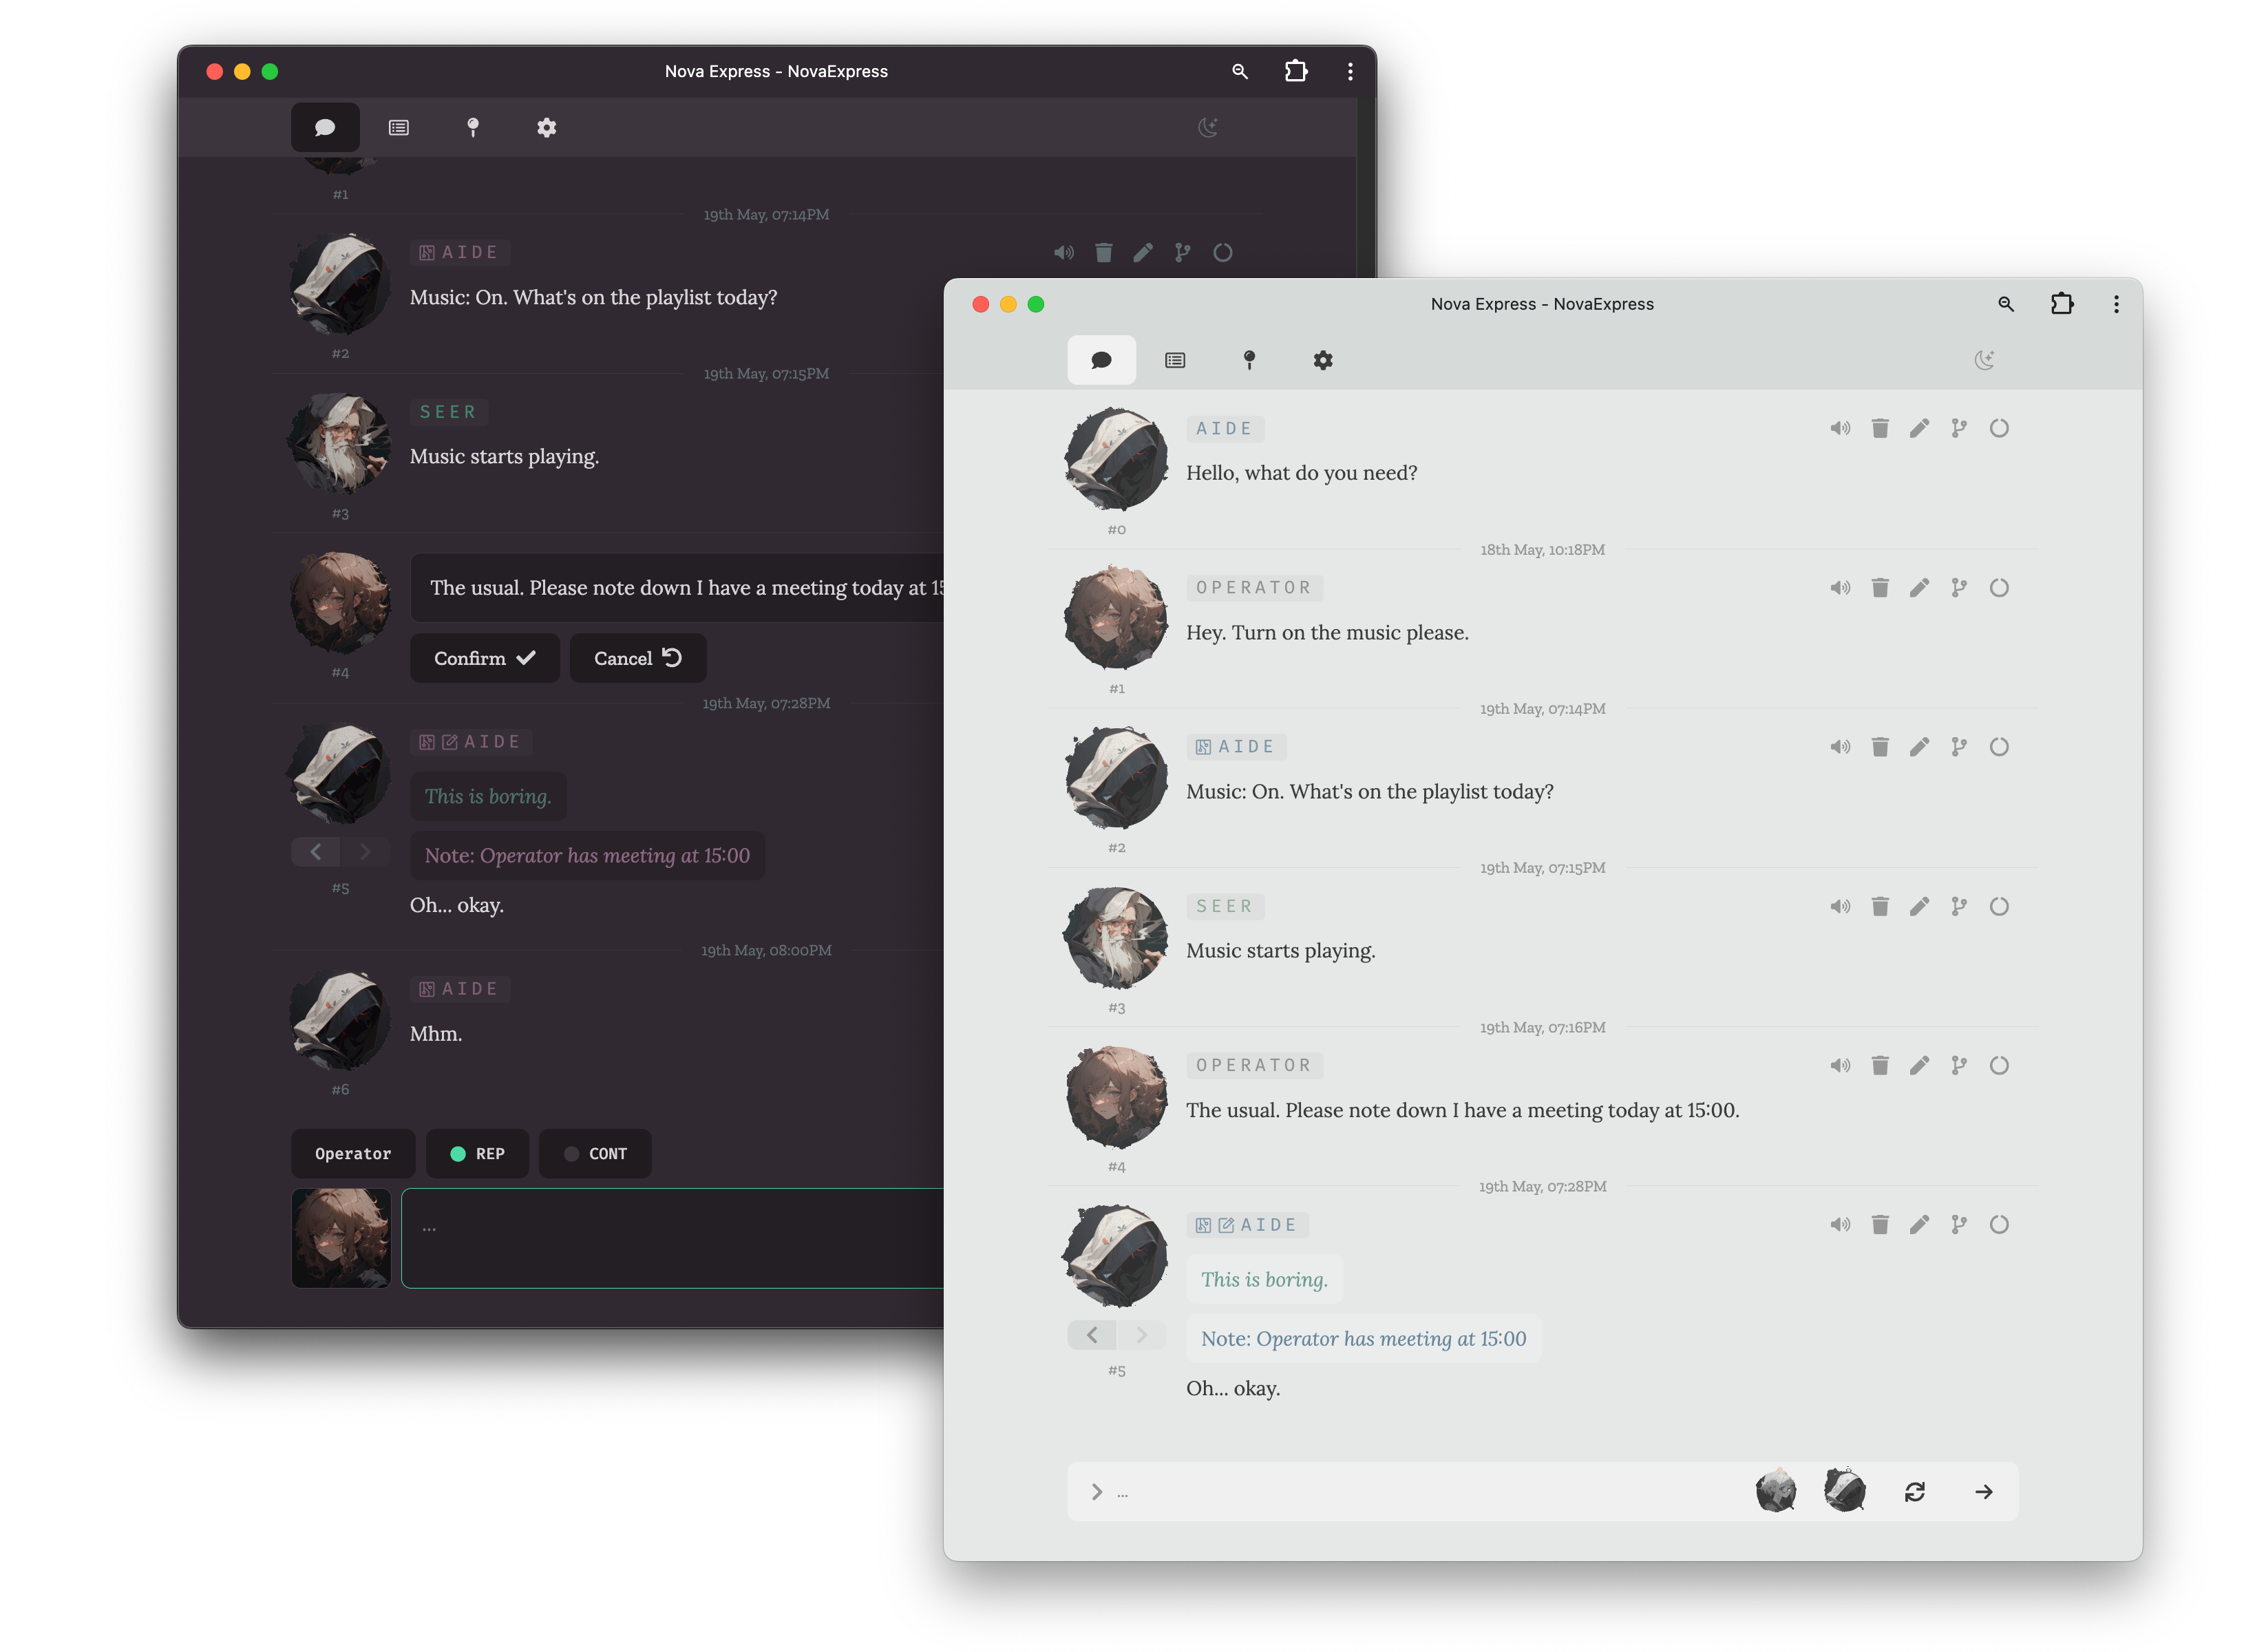 Nova Express - NovaExpress
#1
19th May, 07:14PM
AIDE
Music: On. What's on the playlist today?
#2
19th May, 07:15PM
SEER
Music starts playing.
#3
The usual. Please note down I have a meeting today at 15
Confirm
Cancel
#4
19th May, 07:28PM
AIDE
This is boring.
Note: Operator has meeting at 15:00
#5
Oh... okay.
19th May, 08:00PM
AIDE
Mhm.
#6
Operator
REP
CONT
...
Nova Express - NovaExpress
AIDE
Hello, what do you need?
#0
18th May, 10:18PM
OPERATOR
Hey. Turn on the music please.
#1
19th May, 07:14PM
AIDE
Music: On. What's on the playlist today?
#2
19th May, 07:15PM
SEER
Music starts playing.
#3
19th May, 07:16PM
OPERATOR
The usual. Please note down I have a meeting today at 15:00.
#4
19th May, 07:28PM
AIDE
This is boring.
Note: Operator has meeting at 15:00
#5
Oh... okay.
...